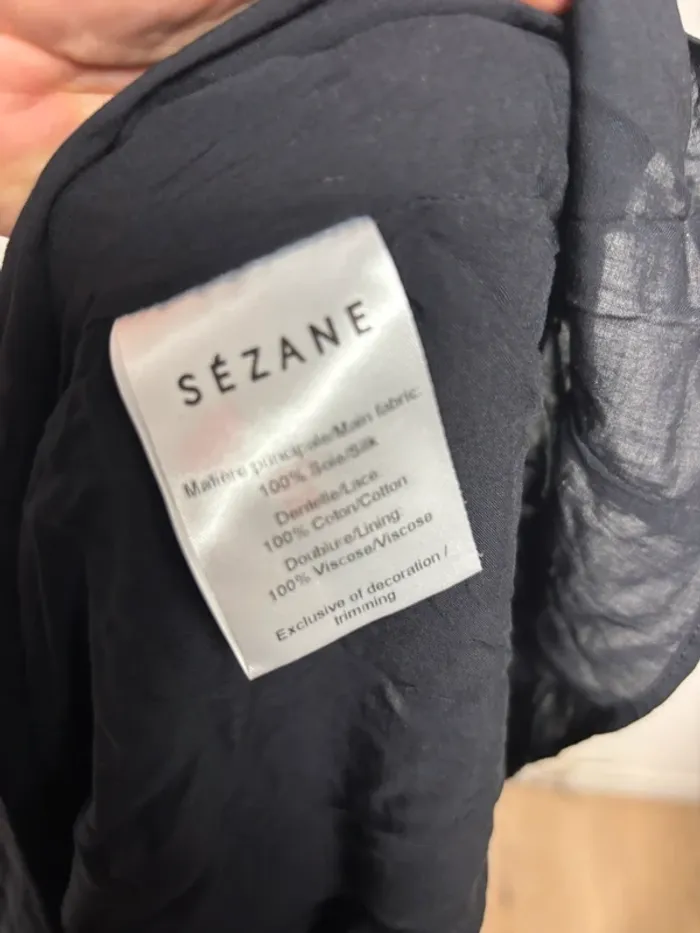 SÉZANE
Matière principale/Main fabric:
100% Soie/Silk
Dentelle/Lace:
100% Coton/Cotton
Doublure/Lining:
100% Viscose/Viscose
Exclusive of decoration /
trimming